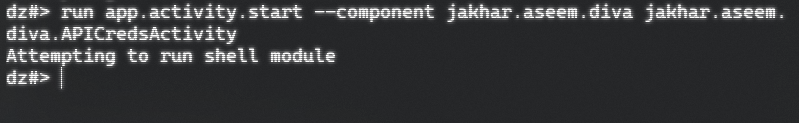 dz#> run app.activity.start --component jakhar.aseem.diva jakhar.aseem.
diva.APICredsActivity
Attempting to run shell module
dz#>